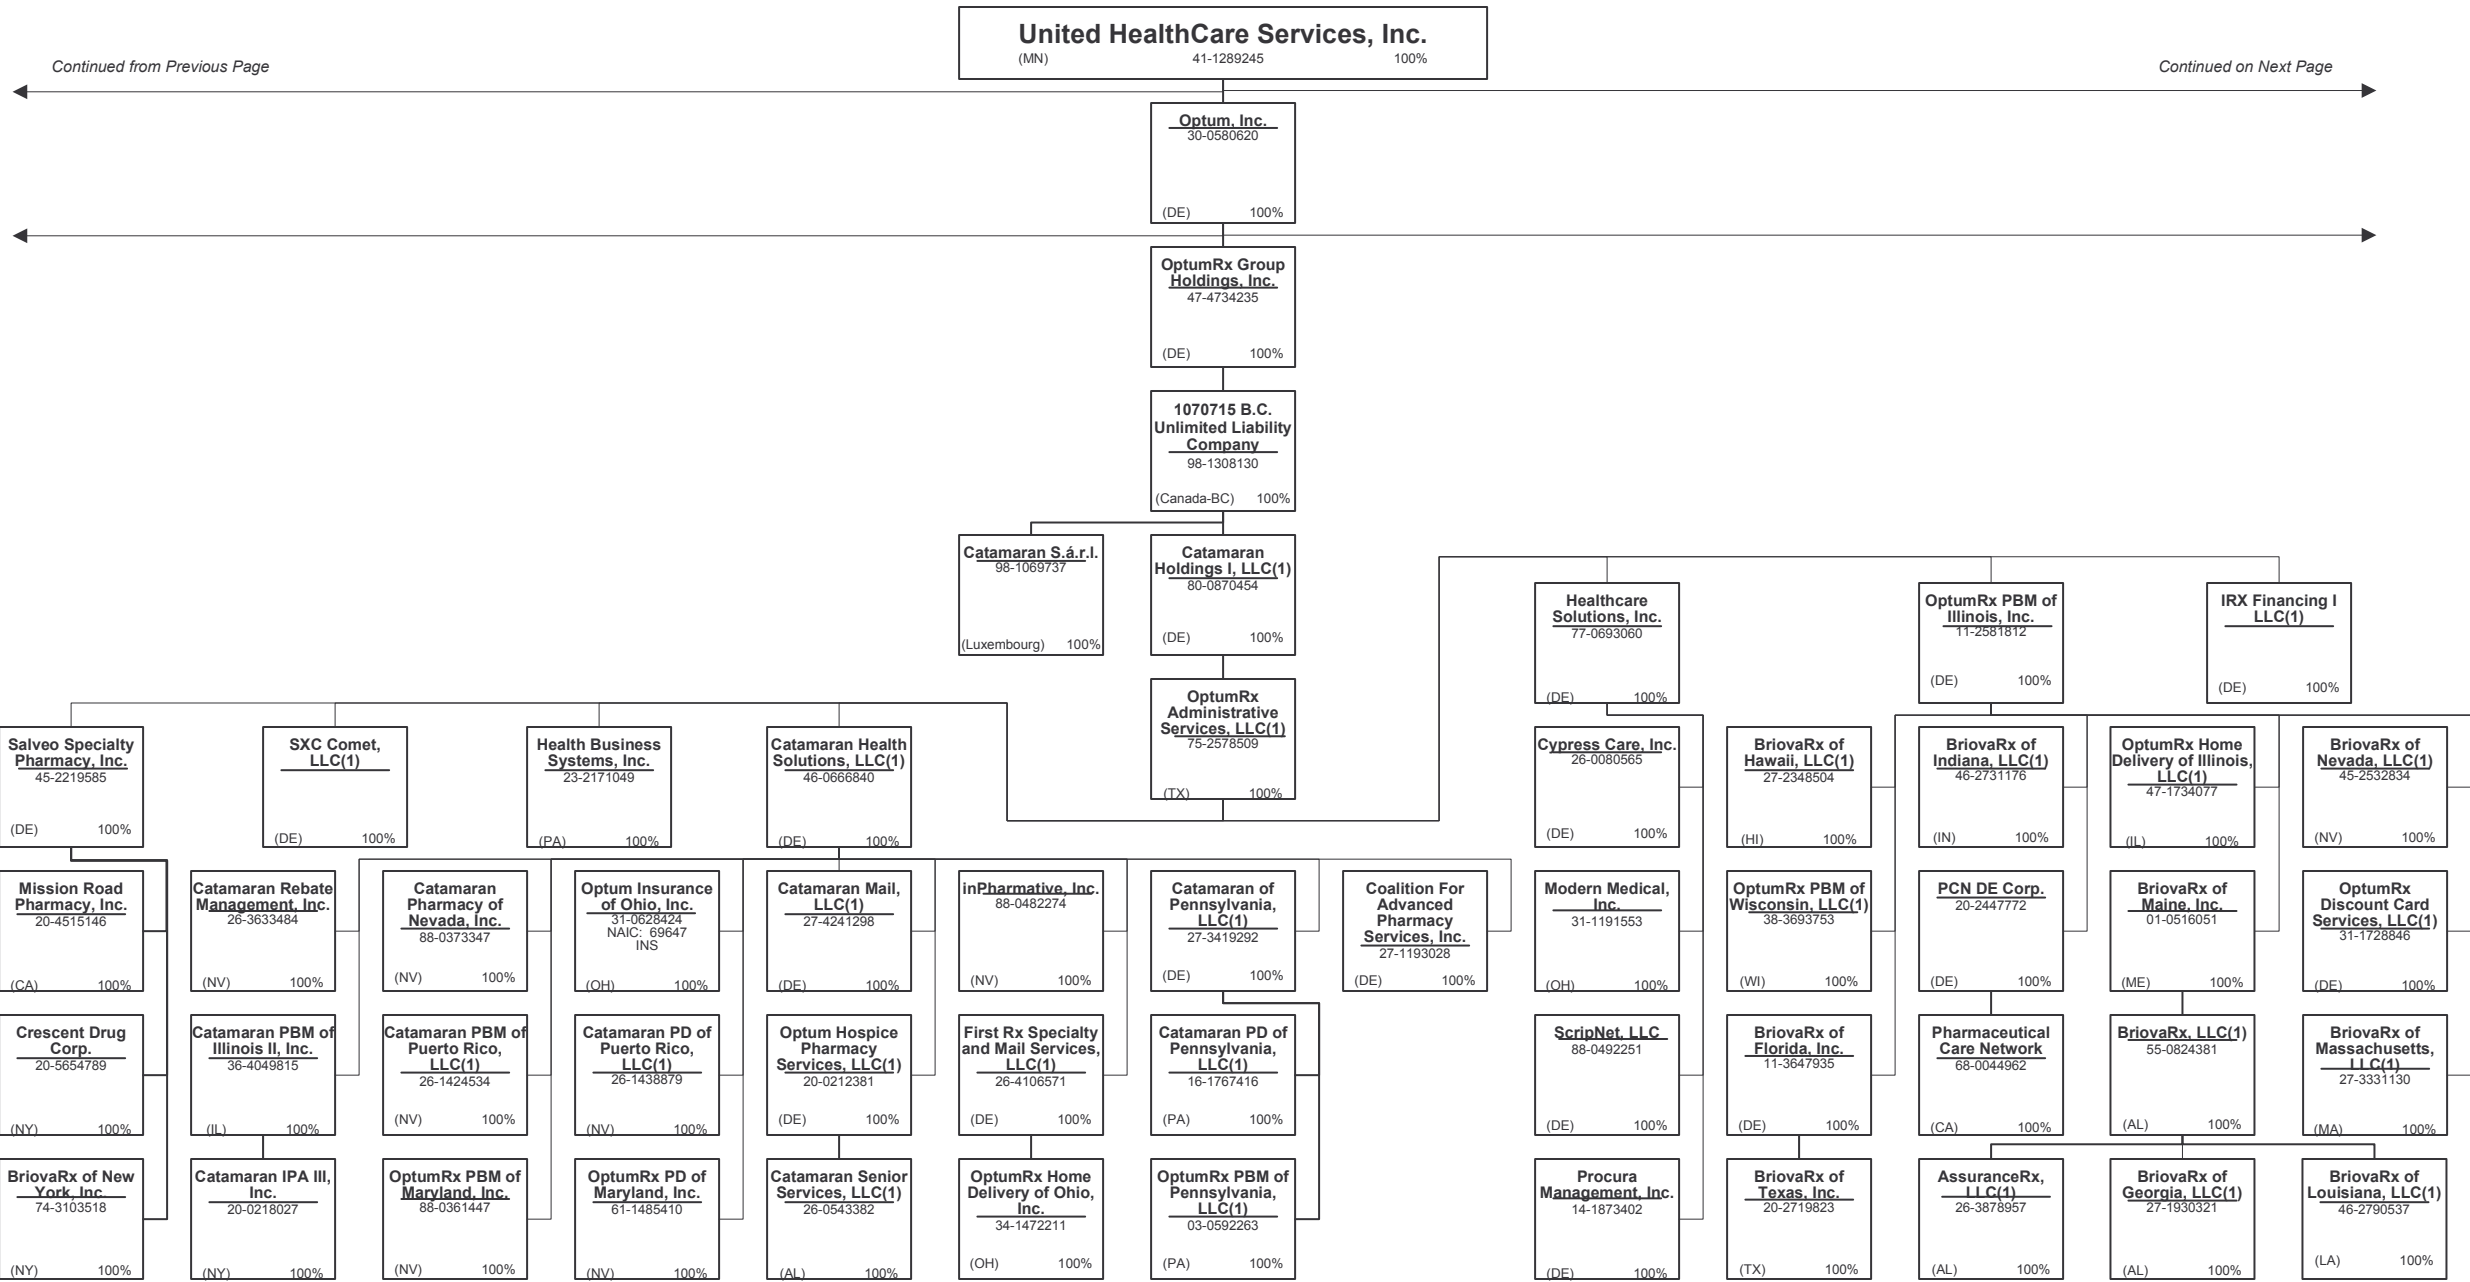 United HealthCare Services, Inc.
(MN) 41-1289245 100%
Continued from Previous Page
Continued on Next Page
Optum, Inc.
30-0580620
(DE) 100%
OptumRx Group
Holdings, Inc.
47-4734235
(DE) 100%
1070715 B.C.
Unlimited Liability
Company
98-1308130
(Canada-BC) 100%
Catamaran S.á.r.l.
98-1069737
(Luxembourg) 100%
Catamaran
Holdings I, LLC(1)
80-0870454
(DE) 100%
Healthcare
Solutions, Inc.
77-0693060
(DE) 100%
OptumRx PBM of
Illinois, Inc.
11-2581812
(DE) 100%
IRX Financing I
LLC(1)
(DE) 100%
OptumRx
Administrative
Services, LLC(1)
75-2578509
(TX) 100%
Salveo Specialty
Pharmacy, Inc.
45-2219585
(DE) 100%
SXC Comet,
LLC(1)
(DE) 100%
Health Business
Systems, Inc.
23-2171049
(PA) 100%
Catamaran Health
Solutions, LLC(1)
46-0666840
(DE) 100%
Cypress Care, Inc.
26-0080565
(DE) 100%
BriovaRx of
Hawaii, LLC(1)
27-2348504
(HI) 100%
BriovaRx of
Indiana, LLC(1)
46-2731176
(IN) 100%
OptumRx Home
Delivery of Illinois,
LLC(1)
47-1734077
(IL) 100%
BriovaRx of
Nevada, LLC(1)
45-2532834
(NV) 100%
Mission Road
Pharmacy, Inc.
20-4515146
(CA) 100%
Catamaran Rebate
Management, Inc.
26-3633484
(NV) 100%
Catamaran
Pharmacy of
Nevada, Inc.
88-0373347
(NV) 100%
Optum Insurance
of Ohio, Inc.
31-0628424
NAIC: 69647
INS
(OH) 100%
Catamaran Mail,
LLC(1)
27-4241298
(DE) 100%
inPharmative, Inc.
88-0482274
(NV) 100%
Catamaran of
Pennsylvania,
LLC(1)
27-3419292
(DE) 100%
Coalition For
Advanced
Pharmacy
Services, Inc.
27-1193028
(DE) 100%
Modern Medical,
Inc.
31-1191553
(OH) 100%
OptumRx PBM of
Wisconsin, LLC(1)
38-3693753
(WI) 100%
PCN DE Corp.
20-2447772
(DE) 100%
BriovaRx of
Maine, Inc.
01-0516051
(ME) 100%
OptumRx
Discount Card
Services, LLC(1)
31-1728846
(DE) 100%
Crescent Drug
Corp.
20-5654789
(NY) 100%
Catamaran PBM of
Illinois II, Inc.
36-4049815
(IL) 100%
Catamaran PBM of
Puerto Rico,
LLC(1)
26-1424534
(NV) 100%
Catamaran PD of
Puerto Rico,
LLC(1)
26-1438879
(NV) 100%
Optum Hospice
Pharmacy
Services, LLC(1)
20-0212381
(DE) 100%
First Rx Specialty
and Mail Services,
LLC(1)
26-4106571
(DE) 100%
Catamaran PD of
Pennsylvania,
LLC(1)
16-1767416
(PA) 100%
ScripNet, LLC
88-0492251
(DE) 100%
BriovaRx of
Florida, Inc.
11-3647935
(DE) 100%
Pharmaceutical
Care Network
68-0044962
(CA) 100%
BriovaRx, LLC(1)
55-0824381
(AL) 100%
BriovaRx of
Massachusetts,
LLC(1)
27-3331130
(MA) 100%
BriovaRx of New
York, Inc.
74-3103518
(NY) 100%
Catamaran IPA III,
Inc.
20-0218027
(NY) 100%
OptumRx PBM of
Maryland, Inc.
88-0361447
(NV) 100%
OptumRx PD of
Maryland, Inc.
61-1485410
(NV) 100%
Catamaran Senior
Services, LLC(1)
26-0543382
(AL) 100%
OptumRx Home
Delivery of Ohio,
Inc.
34-1472211
(OH) 100%
OptumRx PBM of
Pennsylvania,
LLC(1)
03-0592263
(PA) 100%
Procura
Management, Inc.
14-1873402
(DE) 100%
BriovaRx of
Texas, Inc.
20-2719823
(TX) 100%
AssuranceRx,
LLC(1)
26-3878957
(AL) 100%
BriovaRx of
Georgia, LLC(1)
27-1930321
(AL) 100%
BriovaRx of
Louisiana, LLC(1)
46-2790537
(LA) 100%